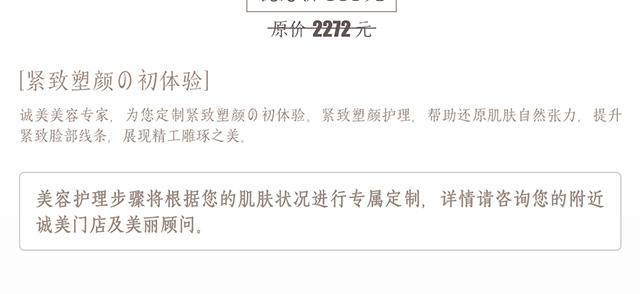 原价 2272 元
[紧致塑颜の初体验]
诚美美容专家，为您定制紧致塑颜の初体验，紧致塑颜护理，帮助还原肌肤自然张力，提升
紧致脸部线条，展现精工雕琢之美。
美容护理步骤将根据您的肌肤状况进行专属定制，详情请咨询您的附近
诚美门店及美丽顾问。